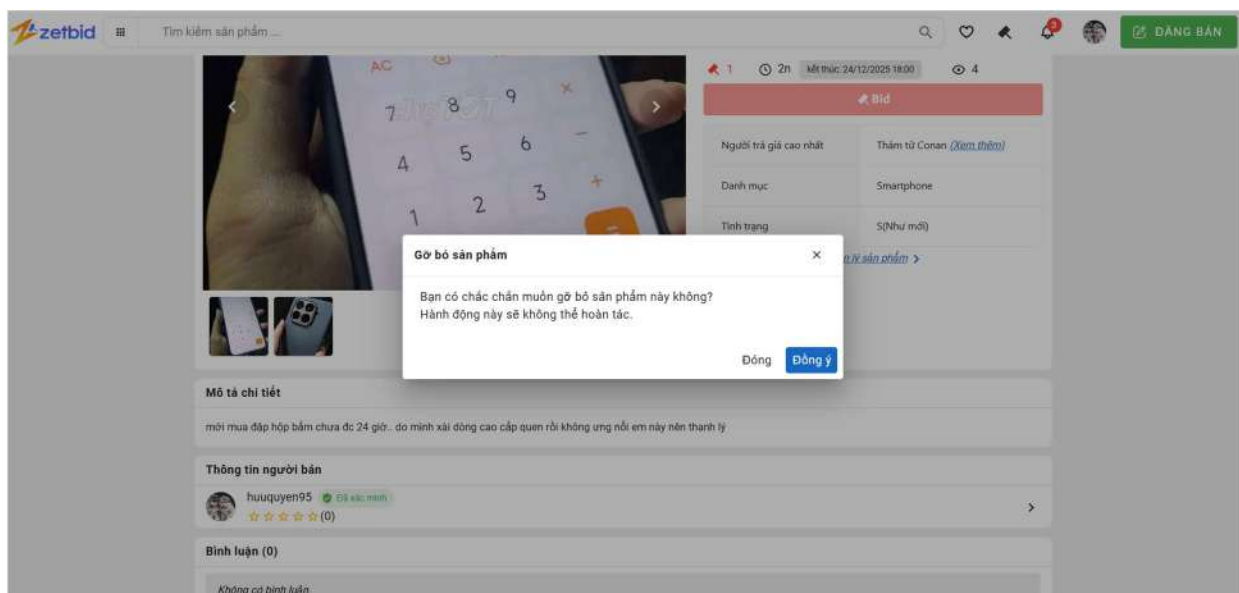 zetbid
Tìm kiếm sản phẩm ...
3
ĐĂNG BÁN
AC
1
2n
kết thúc: 24/12/2025 18:00
4
Bid
7 8 9 ×
4 5 6 −
1 2 3 +
=
Người trả giá cao nhất
Thám tử Conan (Xem thêm)
Danh mục
Smartphone
Tình trạng
S(Như mới)
lý sản phẩm >
Gỡ bỏ sản phẩm
×
Bạn có chắc chắn muốn gỡ bỏ sản phẩm này không?
Hành động này sẽ không thể hoàn tác.
Đóng
Đồng ý
Mô tả chi tiết
mới mua đập hộp bấm chưa đc 24 giờ.. do mình xài dòng cao cấp quen rồi không ưng nổi em này nên thanh lý
Thông tin người bán
huuquyen95
Đã xác minh
(0)
Bình luận (0)
Không có bình luận